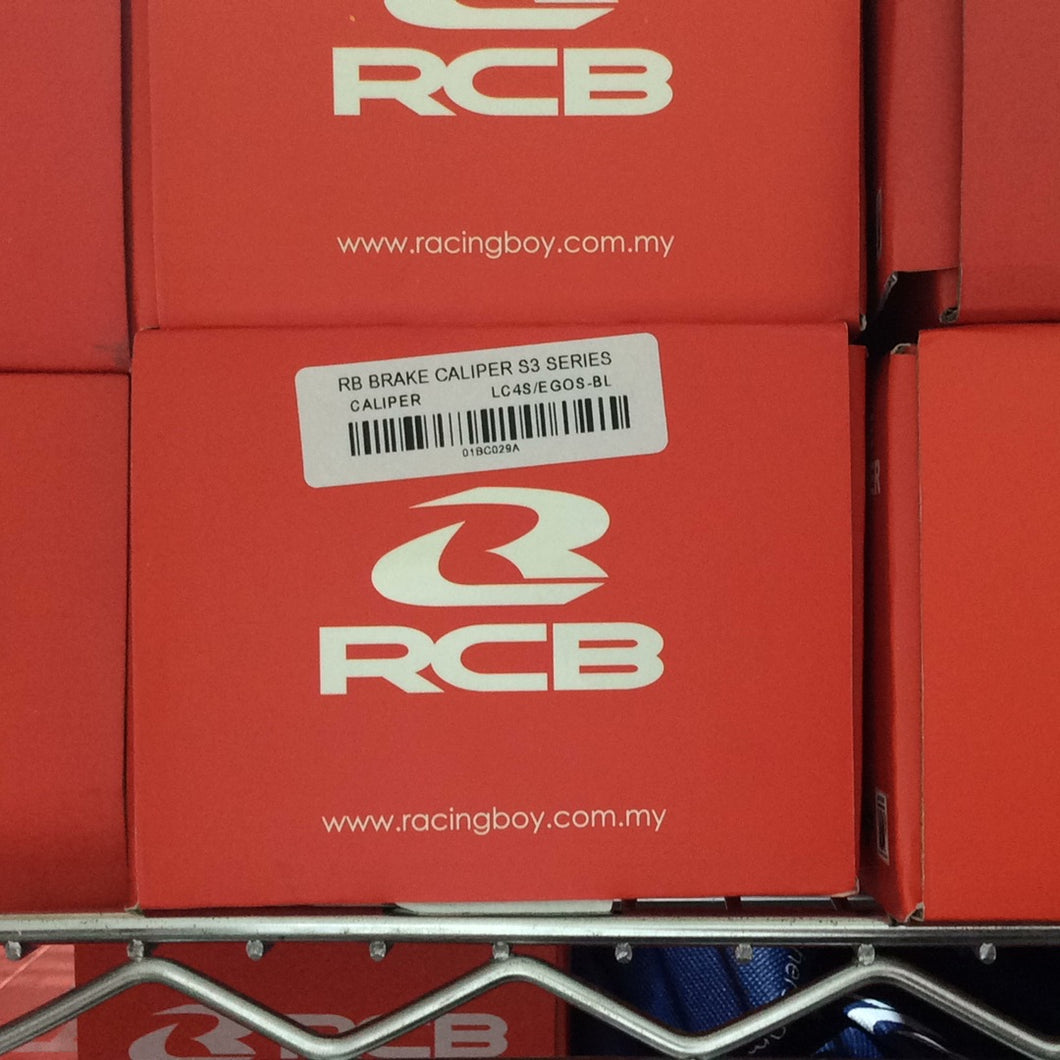 RCB
www.racingboy.com.my
RB BRAKE CALIPER S3 SERIES
CALIPER LC4S/EGOS-BL
01BC029A
RCB
www.racingboy.com.my
RCB